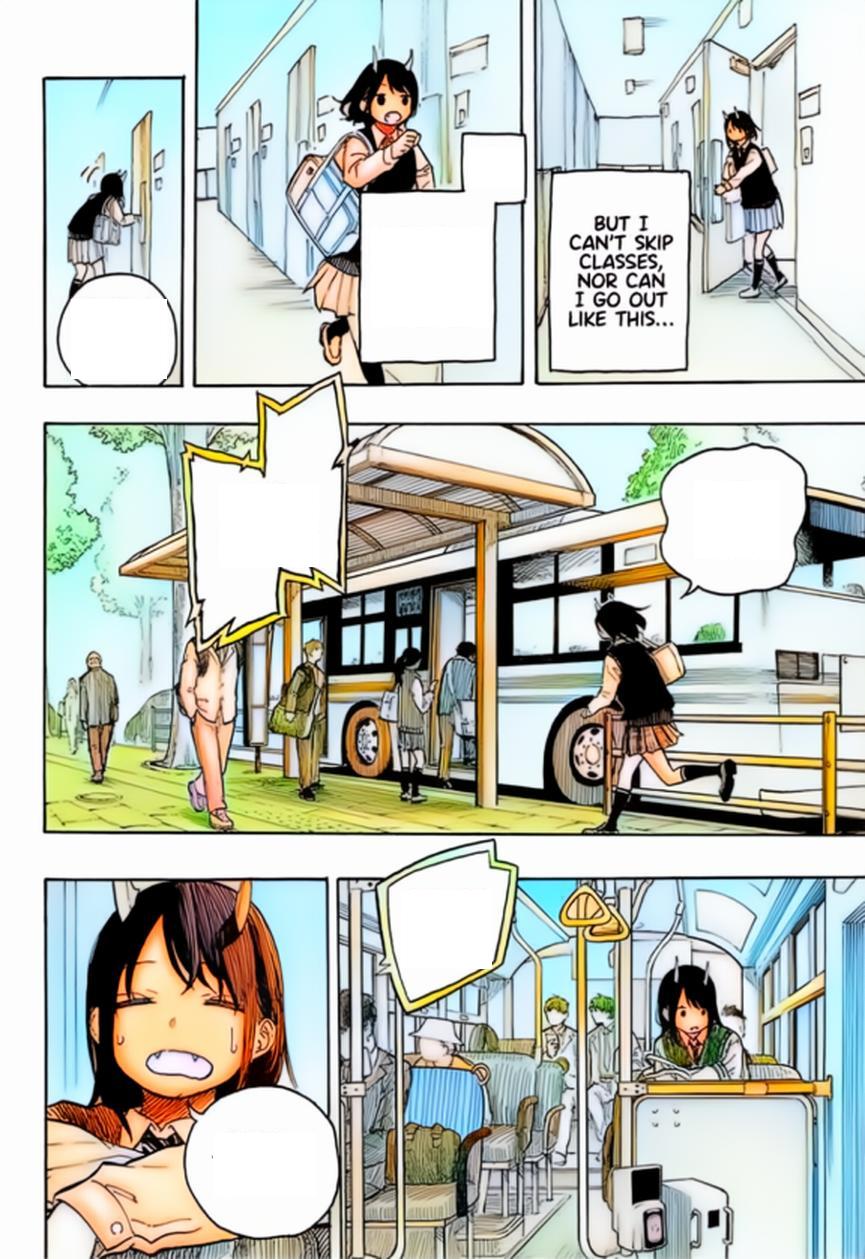 BUT I
CAN'T SKIP
CLASSES,
NOR CAN
I GO OUT
LIKE THIS...